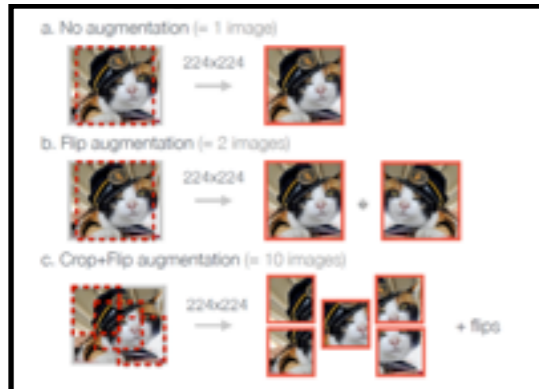 a. No augmentation (= 1 image)
224x224
b. Flip augmentation (= 2 images)
224x224
+
c. Crop+Flip augmentation (= 10 images)
224x224
+ flips